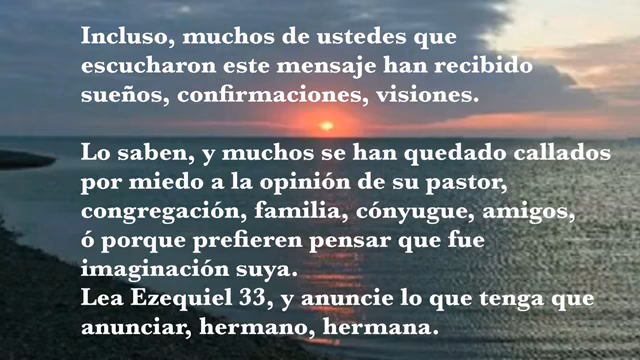 Incluso, muchos de ustedes que
escucharon este mensaje han recibido
sueños, confirmaciones, visiones.
Lo saben, y muchos se han quedado callados
por miedo a la opinión de su pastor,
congregación, familia, cónyugue, amigos,
ó porque prefieren pensar que fue
imaginación suya.
Lea Ezequiel 33, y anuncie lo que tenga que
anunciar, hermano, hermana.